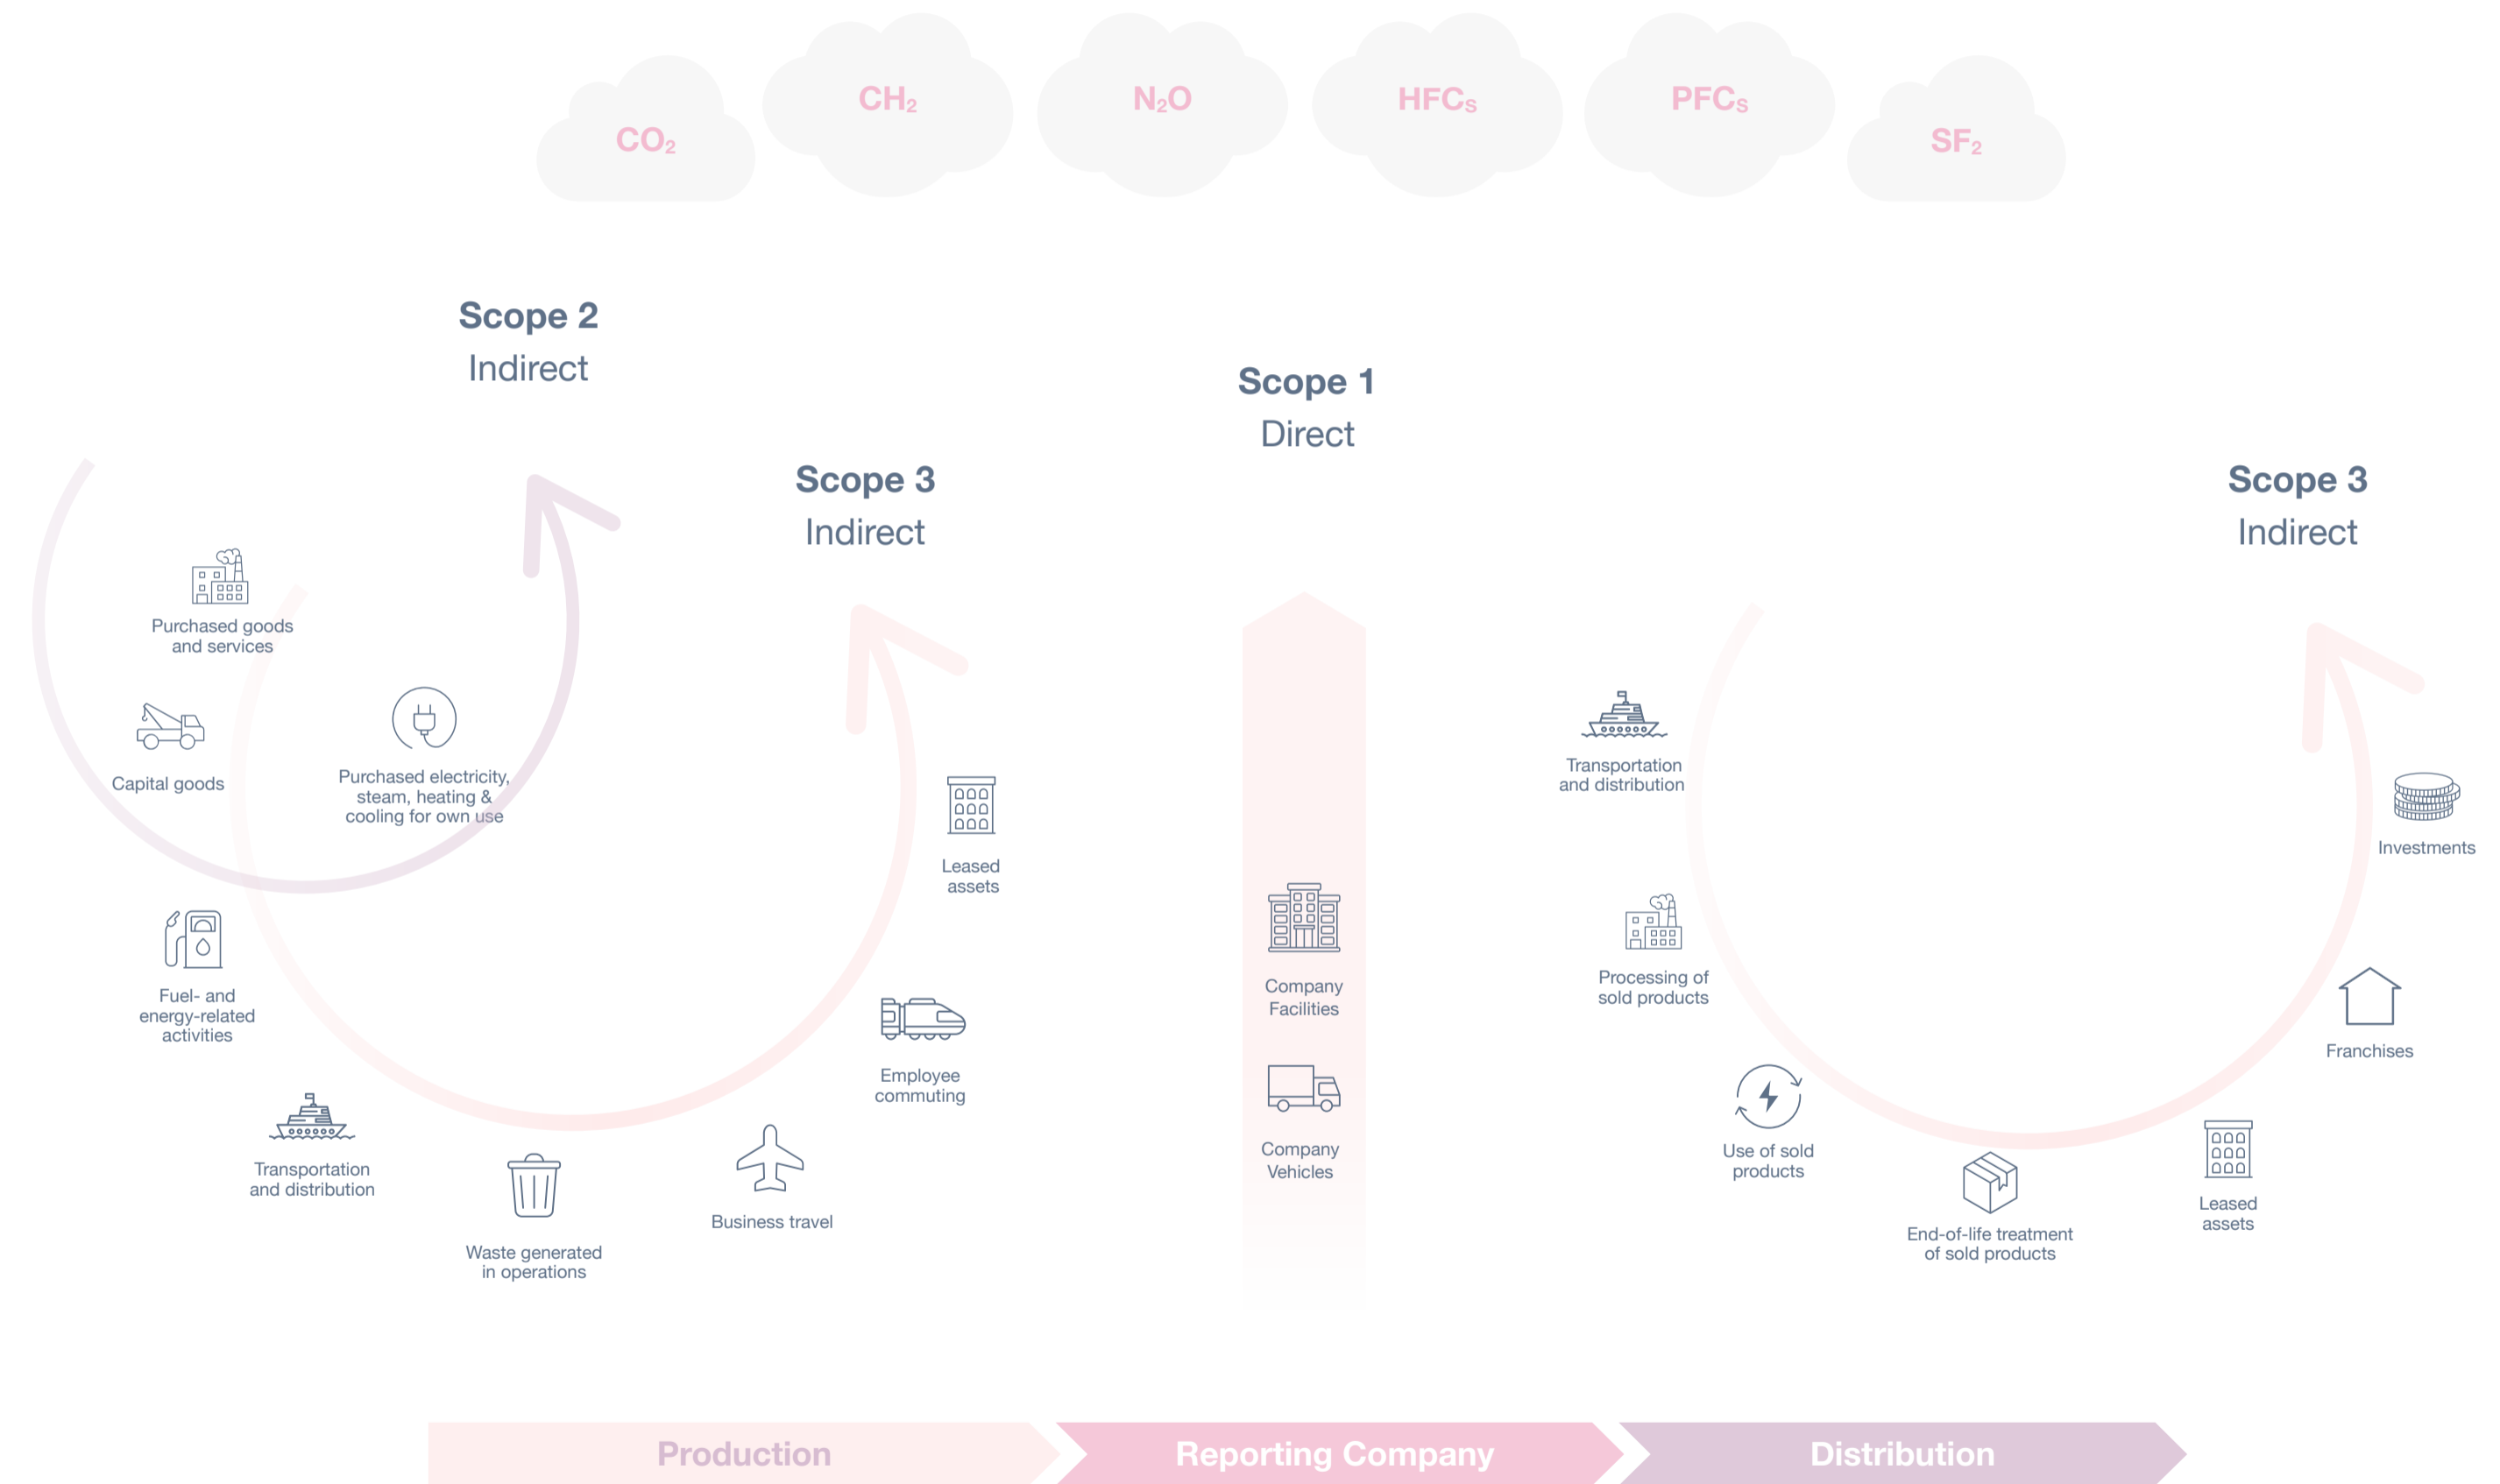 CO₂
CH₂
N₂O
HFCs
PFCs
SF₂
Scope 2
Indirect
Scope 1
Direct
Scope 3
Indirect
Scope 3
Indirect
Purchased goods
and services
Capital goods
Purchased electricity,
steam, heating &
cooling for own use
Fuel- and
energy-related
activities
Transportation
and distribution
Waste generated
in operations
Business travel
Employee
commuting
Leased
assets
Company
Facilities
Company
Vehicles
Transportation
and distribution
Processing of
sold products
Use of sold
products
End-of-life treatment
of sold products
Leased
assets
Franchises
Investments
Production
Reporting Company
Distribution